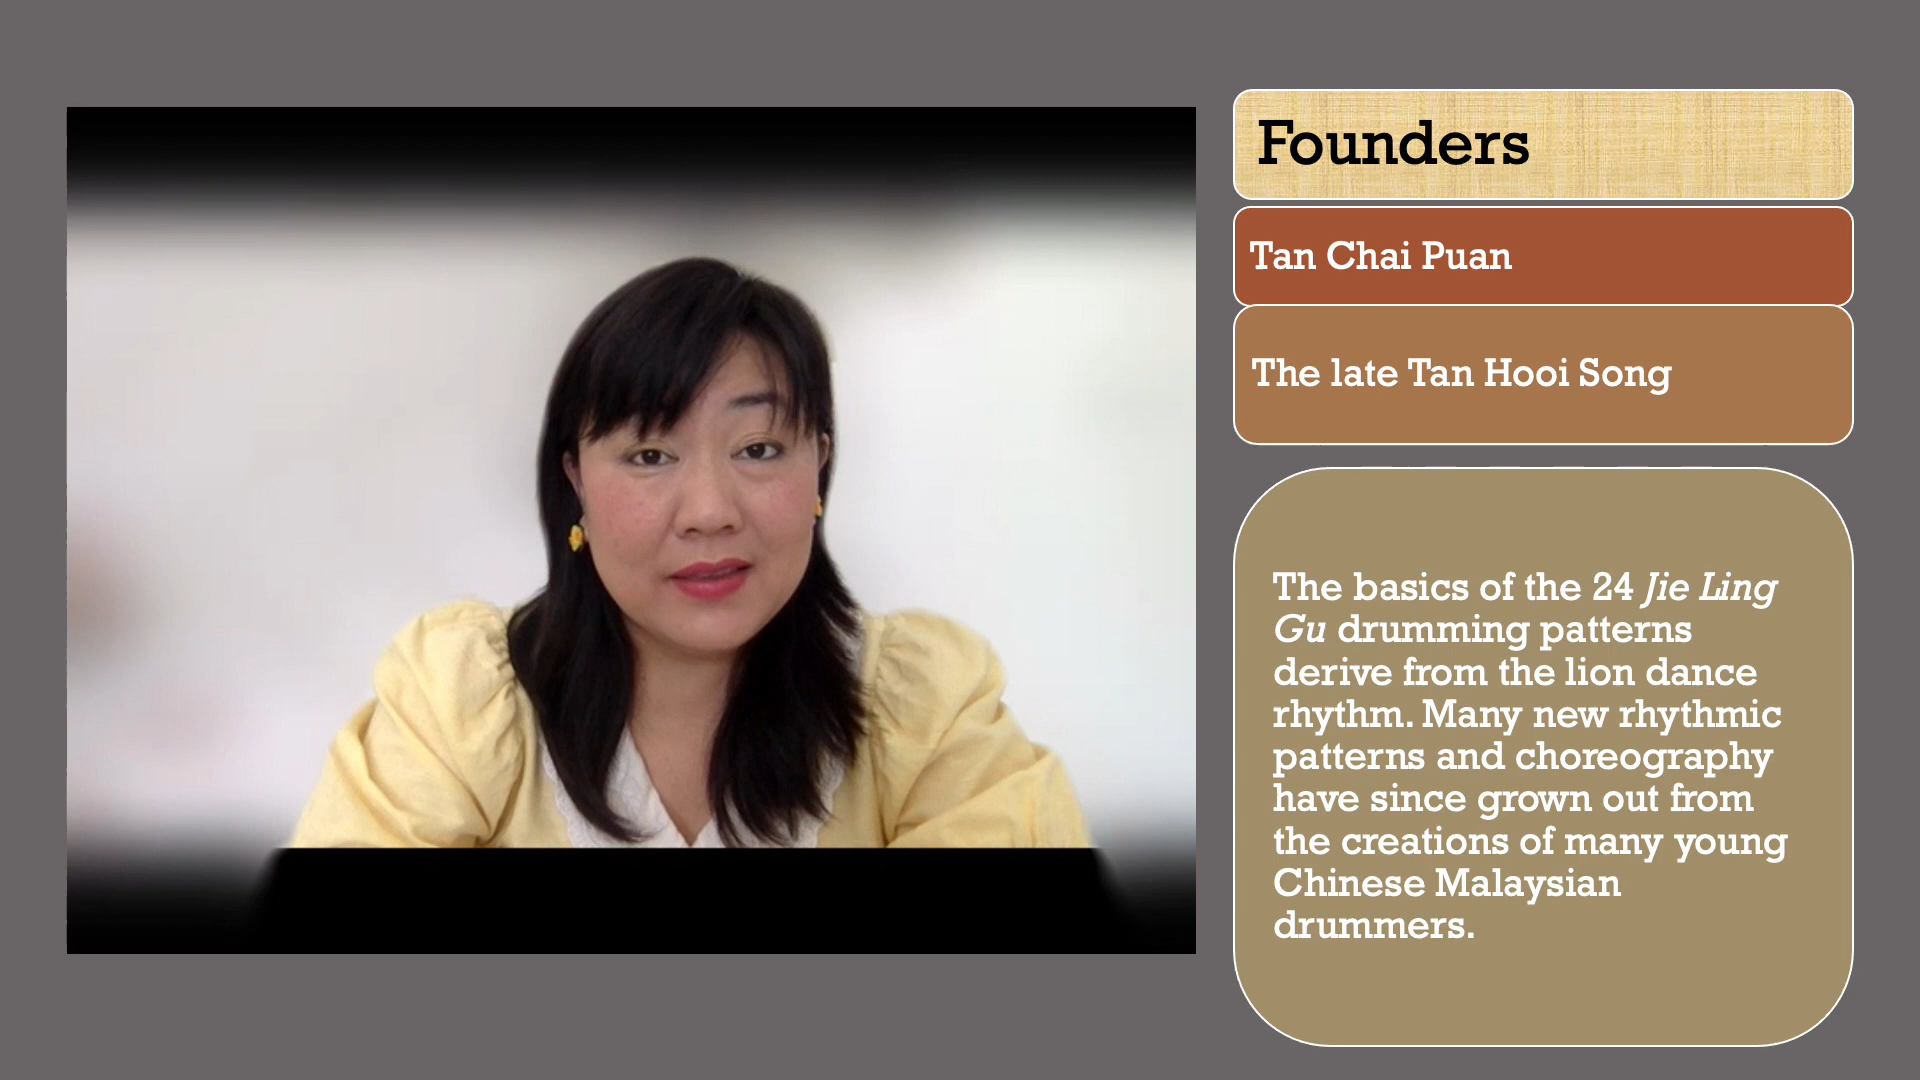 Founders
Tan Chai Puan
The late Tan Hooi Song
The basics of the 24 Jie Ling
Gu drumming patterns
derive from the lion dance
rhythm. Many new rhythmic
patterns and choreography
have since grown out from
the creations of many young
Chinese Malaysian
drummers.